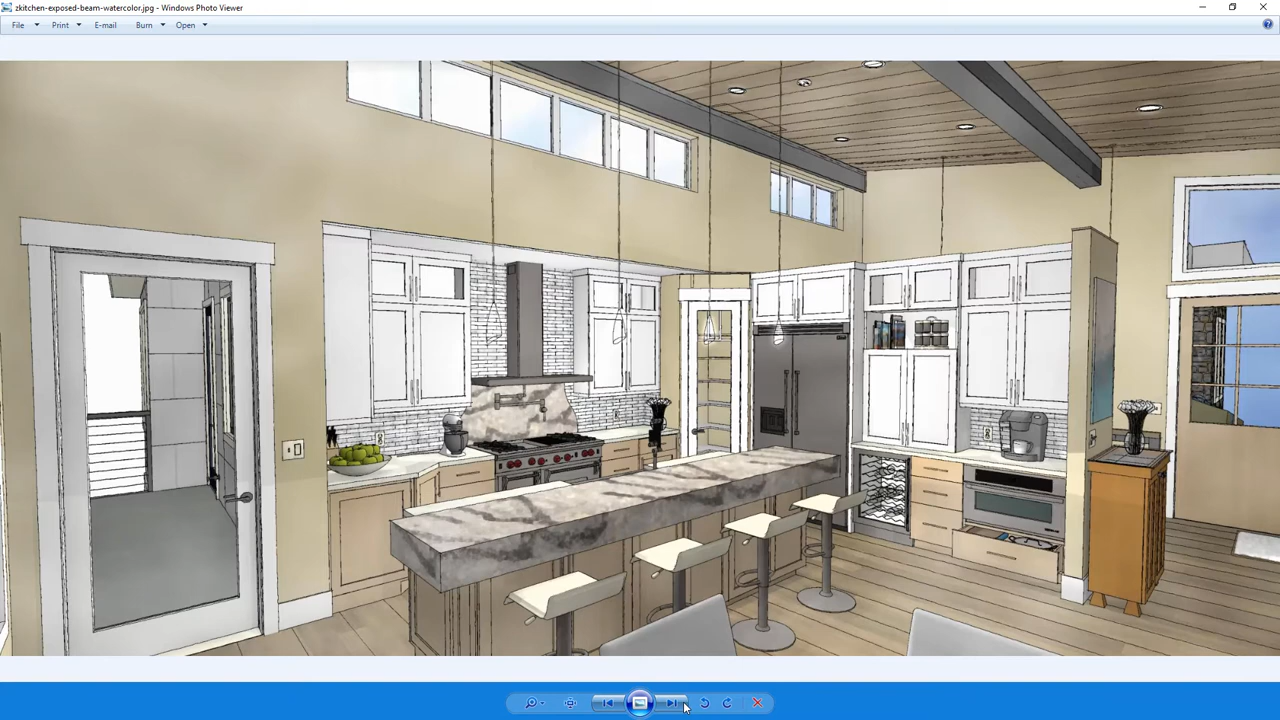 zkitchen-exposed-beam-watercolor.jpg - Windows Photo Viewer
File Print E-mail Burn Open